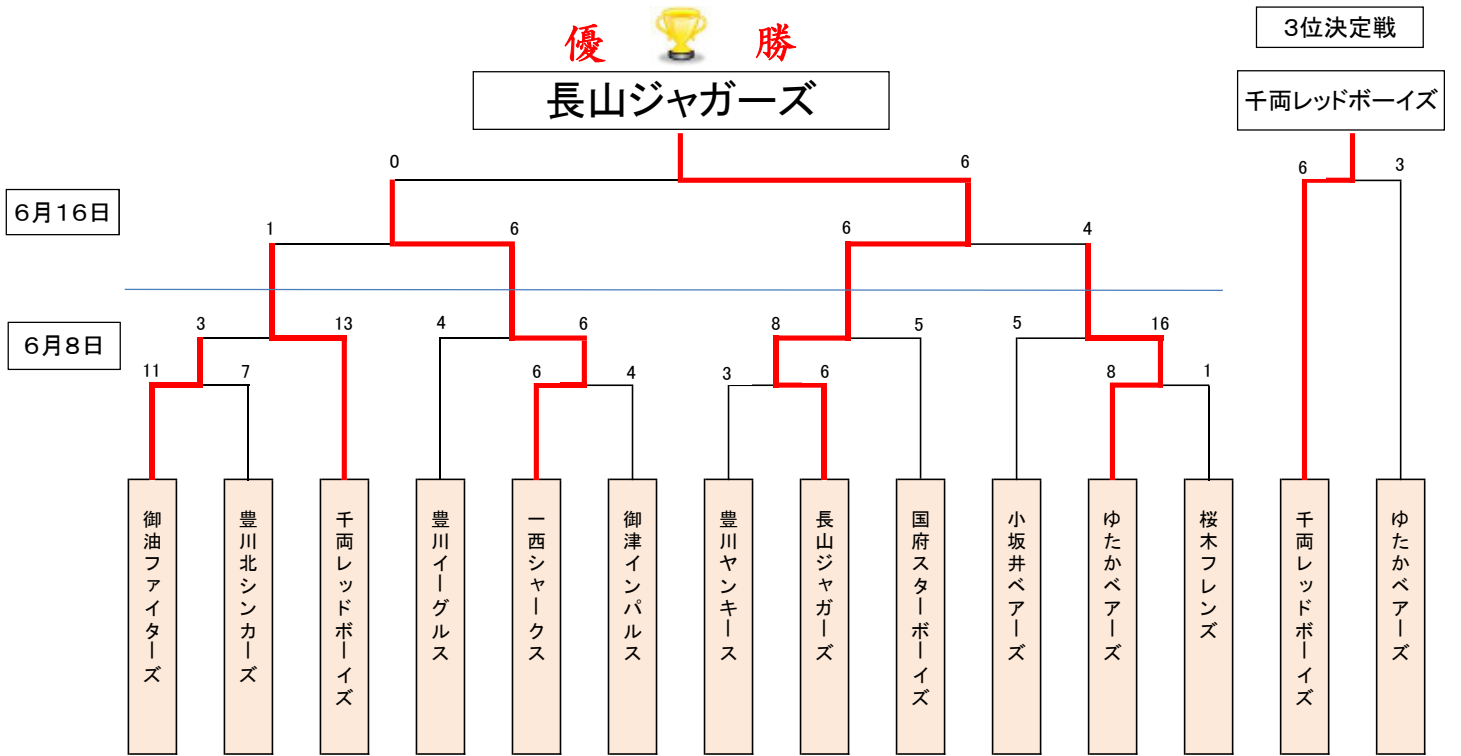 優 勝
3位決定戦
長山ジャガーズ
千両レッドボーイズ
0 6
6 3
6月16日
1 6 6 4
6月8日
3 13 4 6 8 5 5 16
11 7 6 4 3 6 8 1
御油ファイターズ
豊川北シンカーズ
千両レッドボーイズ
豊川イーグルス
一西シャークス
御津インパルス
豊川ヤンキース
長山ジャガーズ
国府スターボーイズ
小坂井ベアーズ
ゆたかベアーズ
桜木フレンズ
千両レッドボーイズ
ゆたかベアーズ